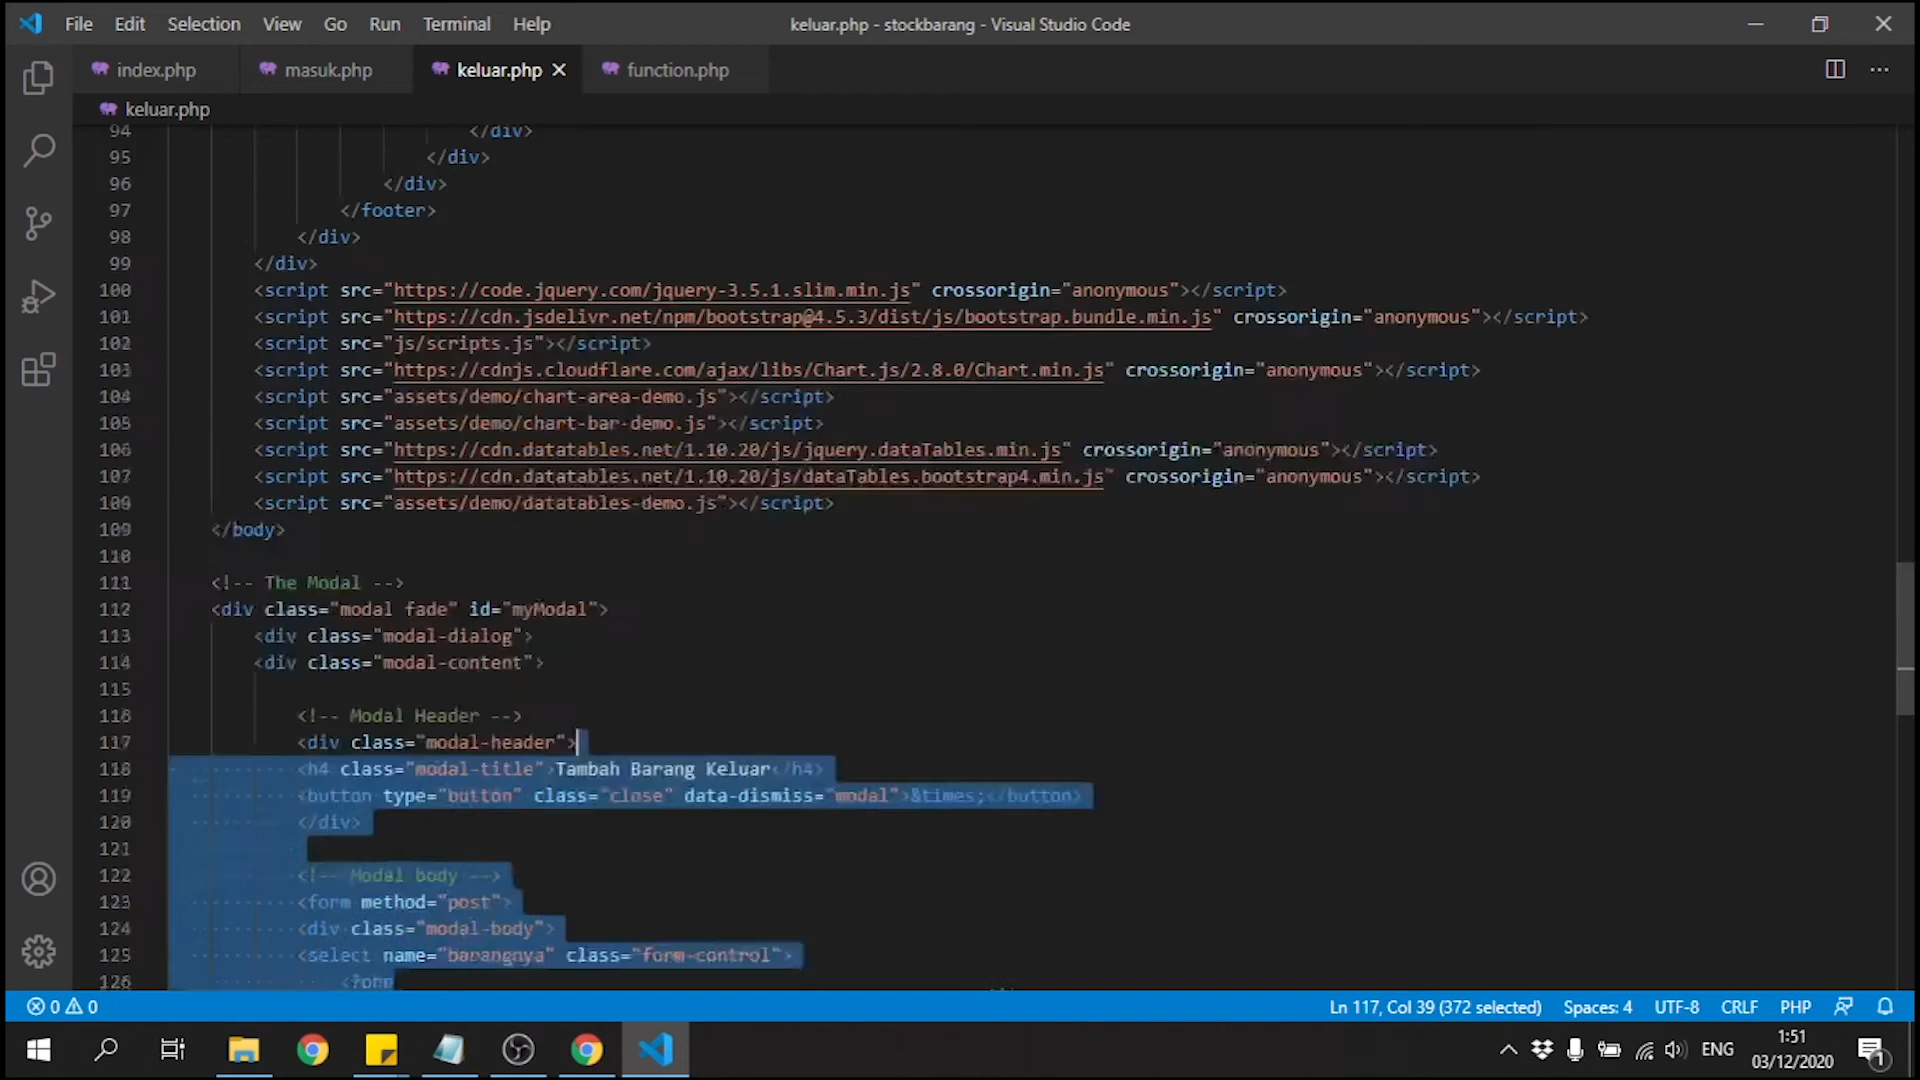 File Edit Selection View Go Run Terminal Help keluar.php - stockbarang - Visual Studio Code
index.php masuk.php keluar.php function.php
keluar.php
94 </div>
95 </div>
96 </div>
97 </footer>
98 </div>
99 </div>
100 <script src="https://code.jquery.com/jquery-3.5.1.slim.min.js" crossorigin="anonymous"></script>
101 <script src="https://cdn.jsdelivr.net/npm/bootstrap@4.5.3/dist/js/bootstrap.bundle.min.js" crossorigin="anonymous"></script>
102 <script src="js/scripts.js"></script>
103 <script src="https://cdnjs.cloudflare.com/ajax/libs/Chart.js/2.8.0/Chart.min.js" crossorigin="anonymous"></script>
104 <script src="assets/demo/chart-area-demo.js"></script>
105 <script src="assets/demo/chart-bar-demo.js"></script>
106 <script src="https://cdn.datatables.net/1.10.20/js/jquery.dataTables.min.js" crossorigin="anonymous"></script>
107 <script src="https://cdn.datatables.net/1.10.20/js/dataTables.bootstrap4.min.js" crossorigin="anonymous"></script>
108 <script src="assets/demo/datatables-demo.js"></script>
109 </body>
110
111 <!-- The Modal -->
112 <div class="modal fade" id="myModal">
113 <div class="modal-dialog">
114 <div class="modal-content">
115
116 <!-- Modal Header -->
117 <div class="modal-header">
118 <h4 class="modal-title">Tambah Barang Keluar</h4>
119 <button type="button" class="close" data-dismiss="modal">&times;</button>
120 </div>
121
122 <!-- Modal body -->
123 <form method="post">
124 <div class="modal-body">
125 <select name="barangnya" class="form-control">
126 <?php
0 0 Ln 117, Col 39 (372 selected) Spaces: 4 UTF-8 CRLF PHP
ENG 1:51
03/12/2020
1